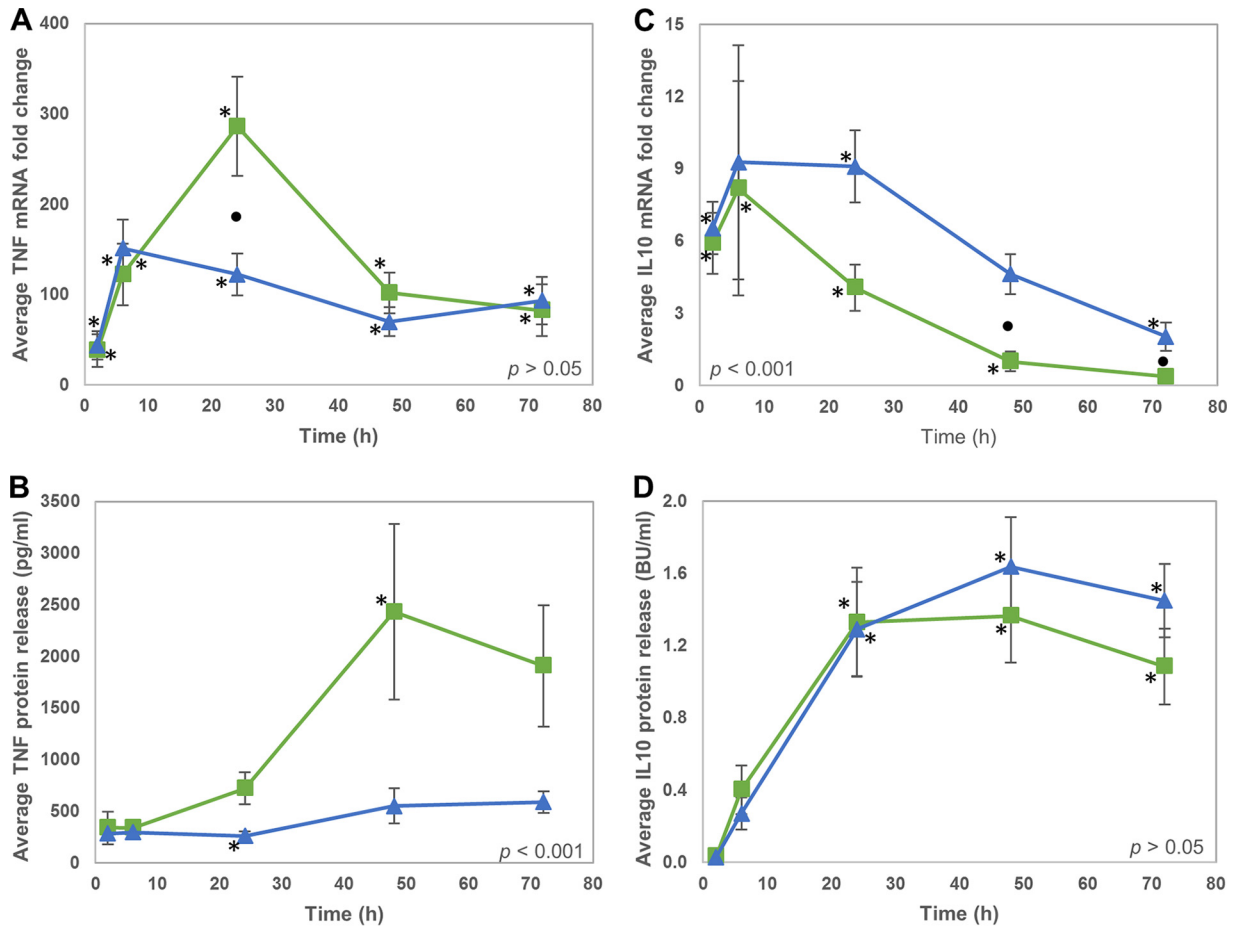 A
Average TNF mRNA fold change
400
300
200
100
0
*
*
*
*
*
•
*
*
*
*
*
p > 0.05
0 10 20 30 40 50 60 70 80
Time (h)
C
Average IL10 mRNA fold change
15
12
9
6
3
0
*
*
*
*
*
•
*
*
•
p < 0.001
0 10 20 30 40 50 60 70 80
Time (h)
B
Average TNF protein release (pg/ml)
3500
3000
2500
2000
1500
1000
500
0
*
*
p < 0.001
0 10 20 30 40 50 60 70 80
Time (h)
D
Average IL10 protein release (BU/ml)
2.0
1.6
1.2
0.8
0.4
0.0
*
*
*
*
*
*
p > 0.05
0 10 20 30 40 50 60 70 80
Time (h)